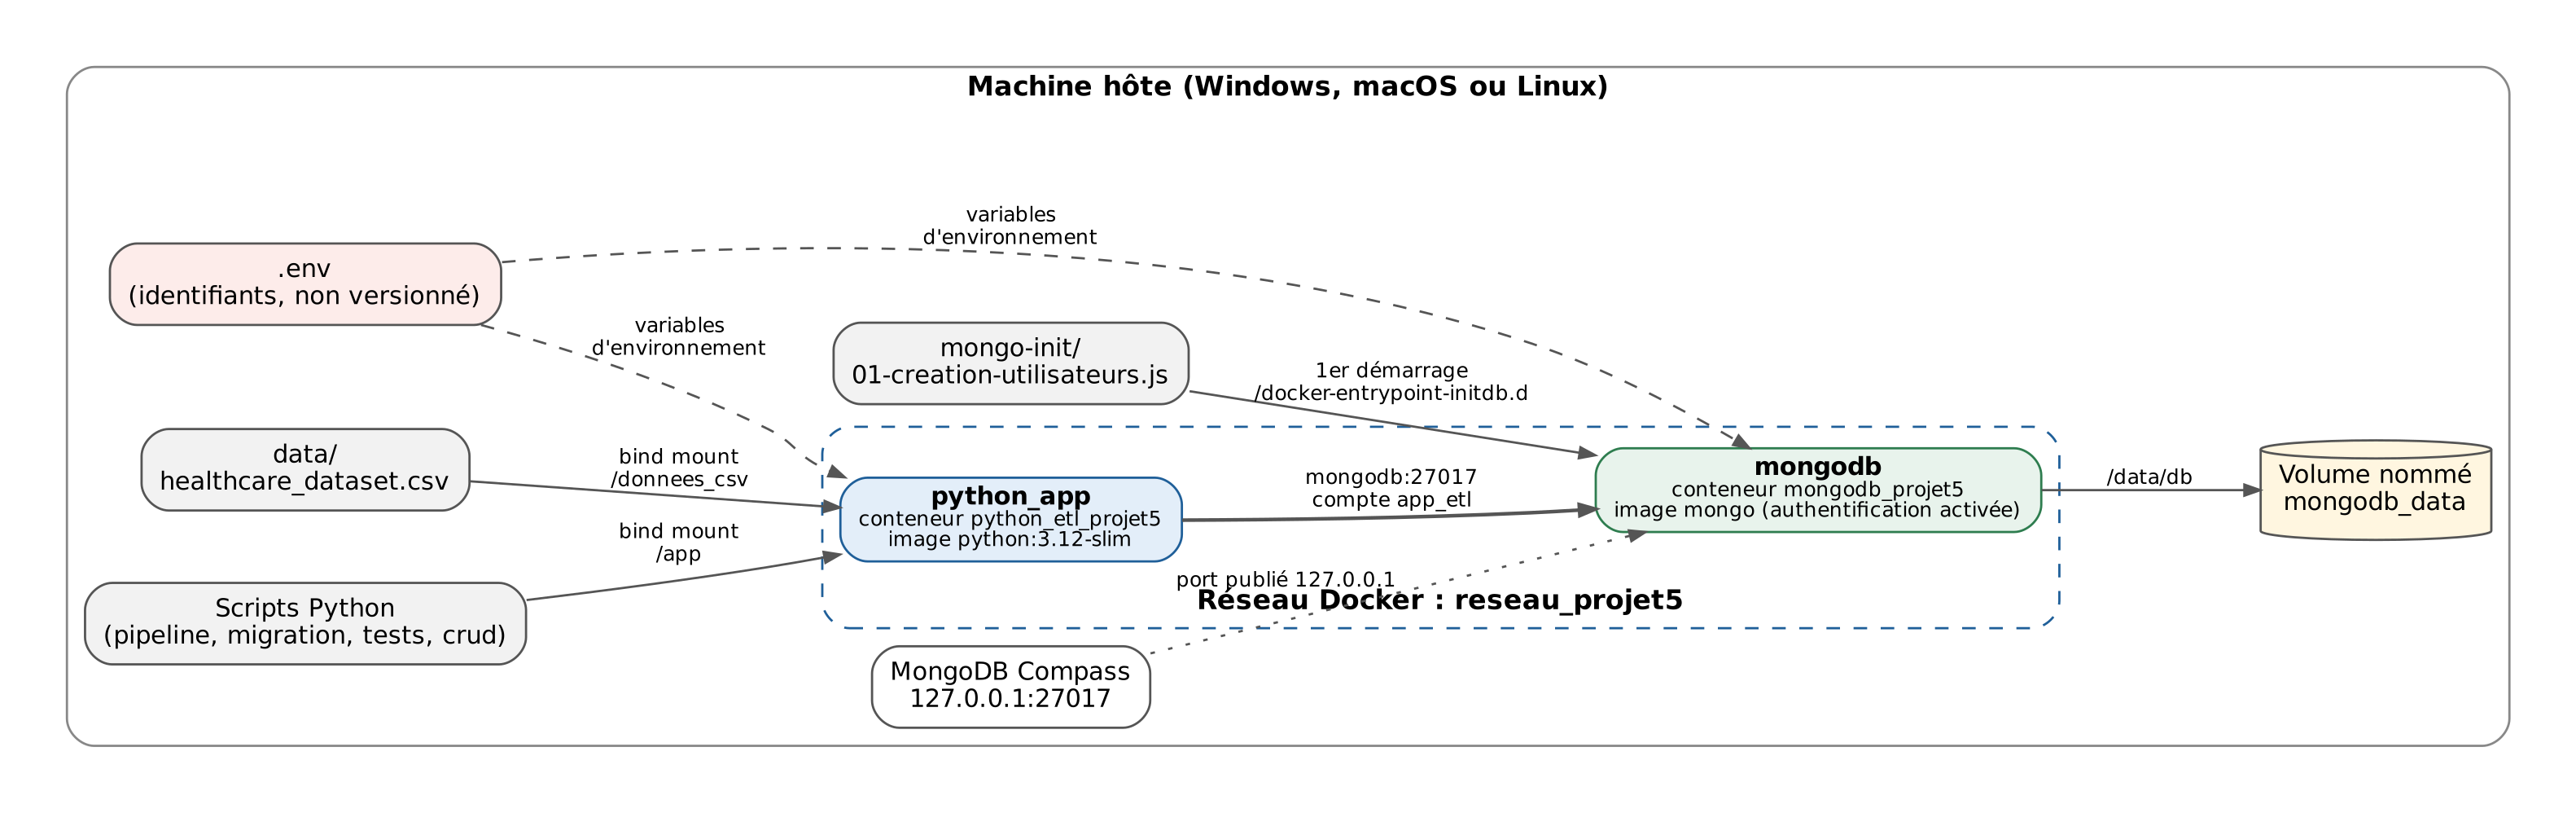 Machine hôte (Windows, macOS ou Linux)
variables
d'environnement
.env
(identifiants, non versionné)
variables
d'environnement
mongo-init/
01-creation-utilisateurs.js
1er démarrage
/docker-entrypoint-initdb.d
data/
healthcare_dataset.csv
bind mount
/donnees_csv
python_app
conteneur python_etl_projet5
image python:3.12-slim
mongodb:27017
compte app_etl
mongodb
conteneur mongodb_projet5
image mongo (authentification activée)
/data/db
Volume nommé
mongodb_data
bind mount
/app
Scripts Python
(pipeline, migration, tests, crud)
port publié 127.0.0.1
Réseau Docker : reseau_projet5
MongoDB Compass
127.0.0.1:27017